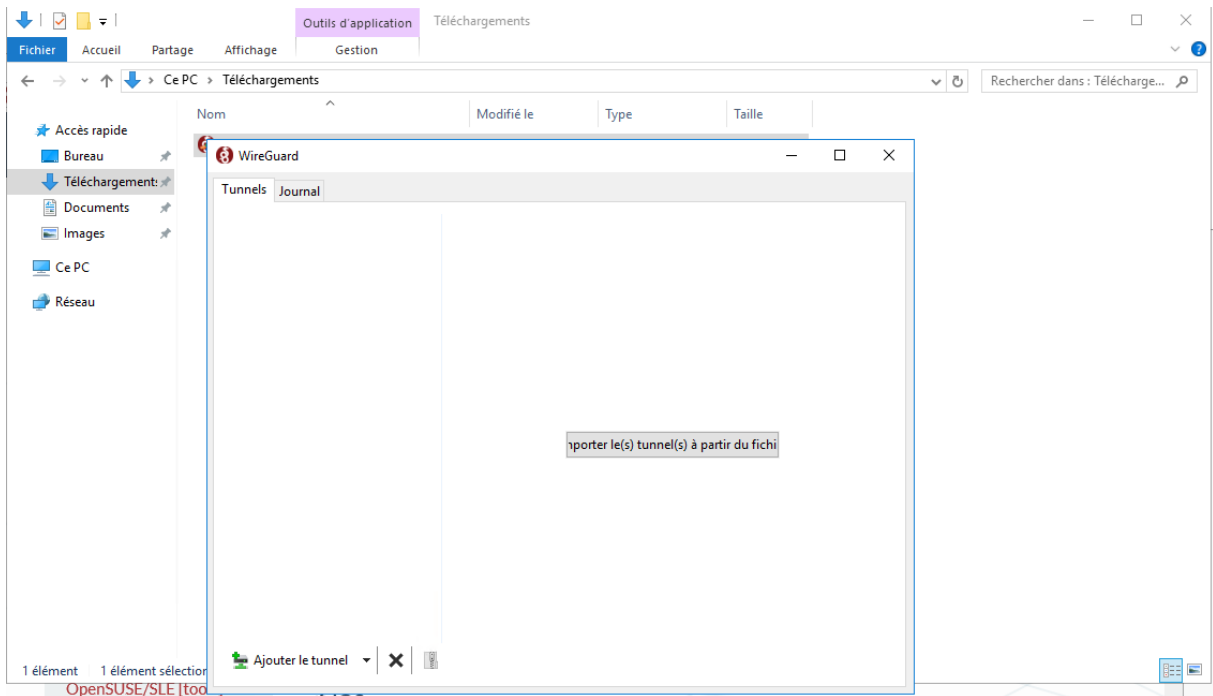 Outils d'application Téléchargements
Fichier Accueil Partage Affichage Gestion
Ce PC > Téléchargements
Rechercher dans : Télécharge...
Nom Modifié le Type Taille
Accès rapide
Bureau
Téléchargements
Documents
Images
Ce PC
Réseau
WireGuard
Tunnels Journal
nporter le(s) tunnel(s) à partir du fichi
Ajouter le tunnel
1 élément 1 élément sélection
OpenSUSE/SLE [too